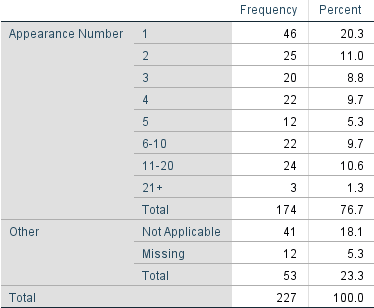 Frequency Percent
Appearance Number 1 46 20.3
2 25 11.0
3 20 8.8
4 22 9.7
5 12 5.3
6-10 22 9.7
11-20 24 10.6
21+ 3 1.3
Total 174 76.7
Other Not Applicable 41 18.1
Missing 12 5.3
Total 53 23.3
Total 227 100.0